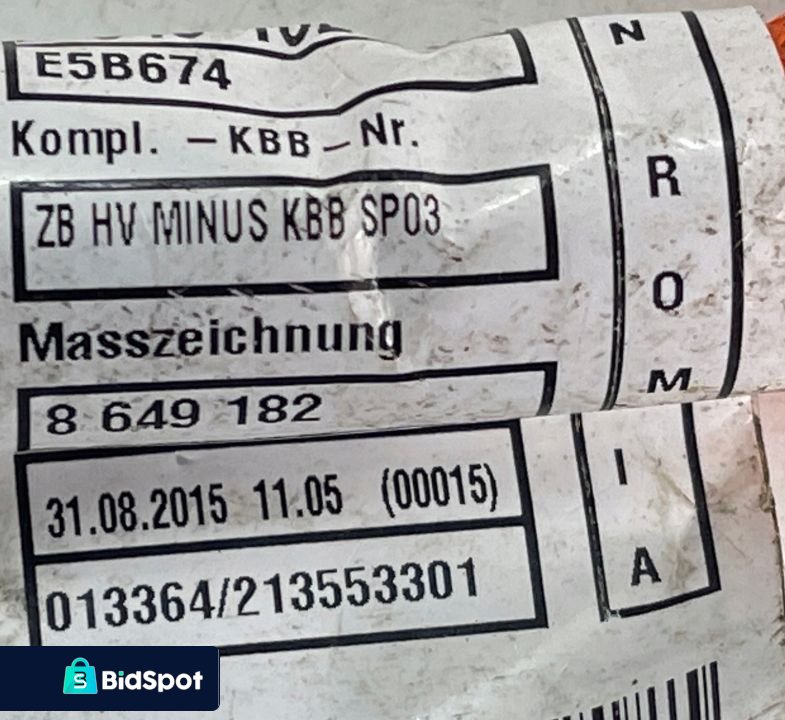 E5B674
Kompl. -KBB-Nr.
ZB HV MINUS KBB SP03
Masszeichnung
8 649 182
31.08.2015 11.05 (00015)
013364/213553301
N
R
O
M
I
A
BidSpot